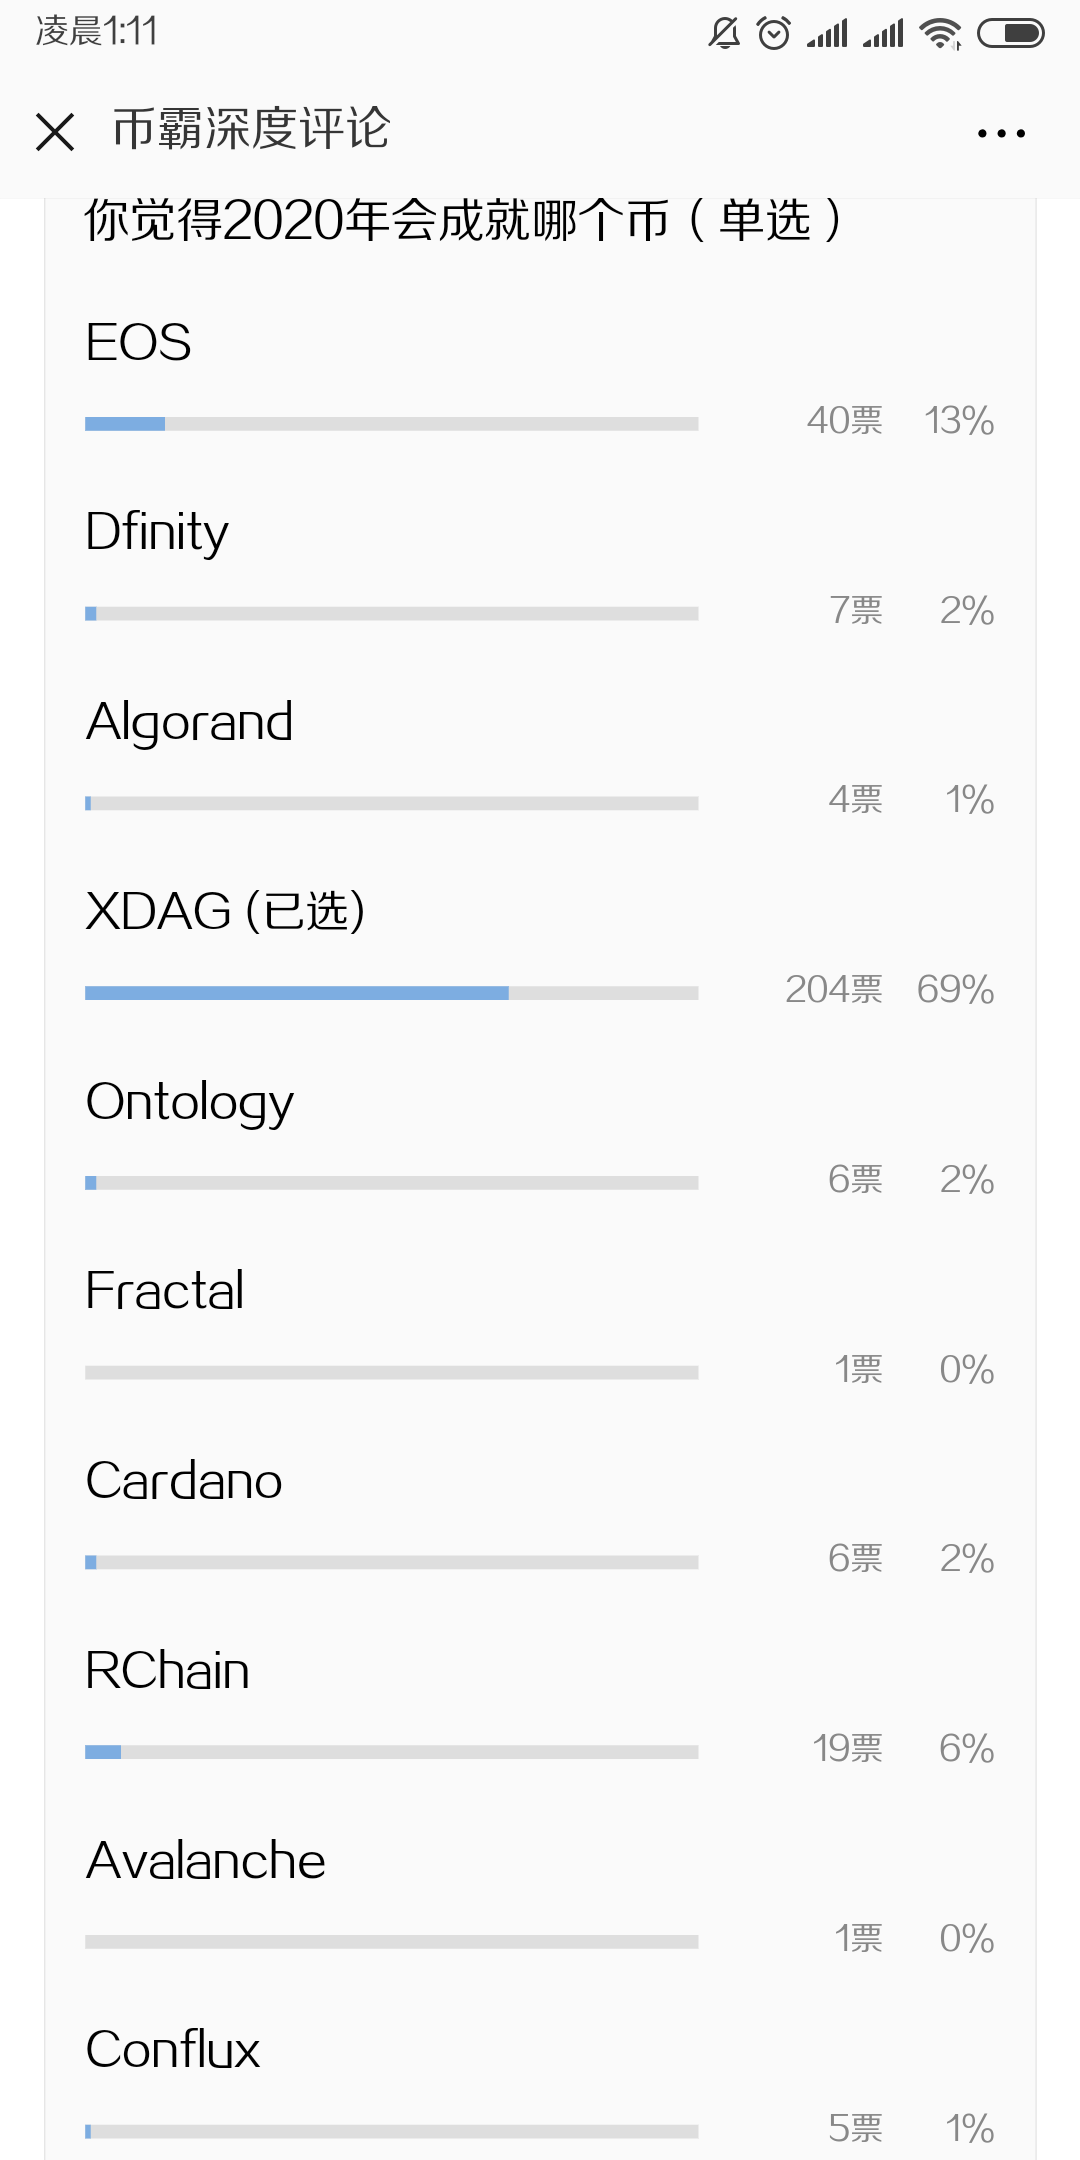 凌晨1:11
币霸深度评论
你觉得2020年会成就哪个币（单选）
EOS
40票 13%
Dfinity
7票 2%
Algorand
4票 1%
XDAG (已选)
204票 69%
Ontology
6票 2%
Fractal
1票 0%
Cardano
6票 2%
RChain
19票 6%
Avalanche
1票 0%
Conflux
5票 1%